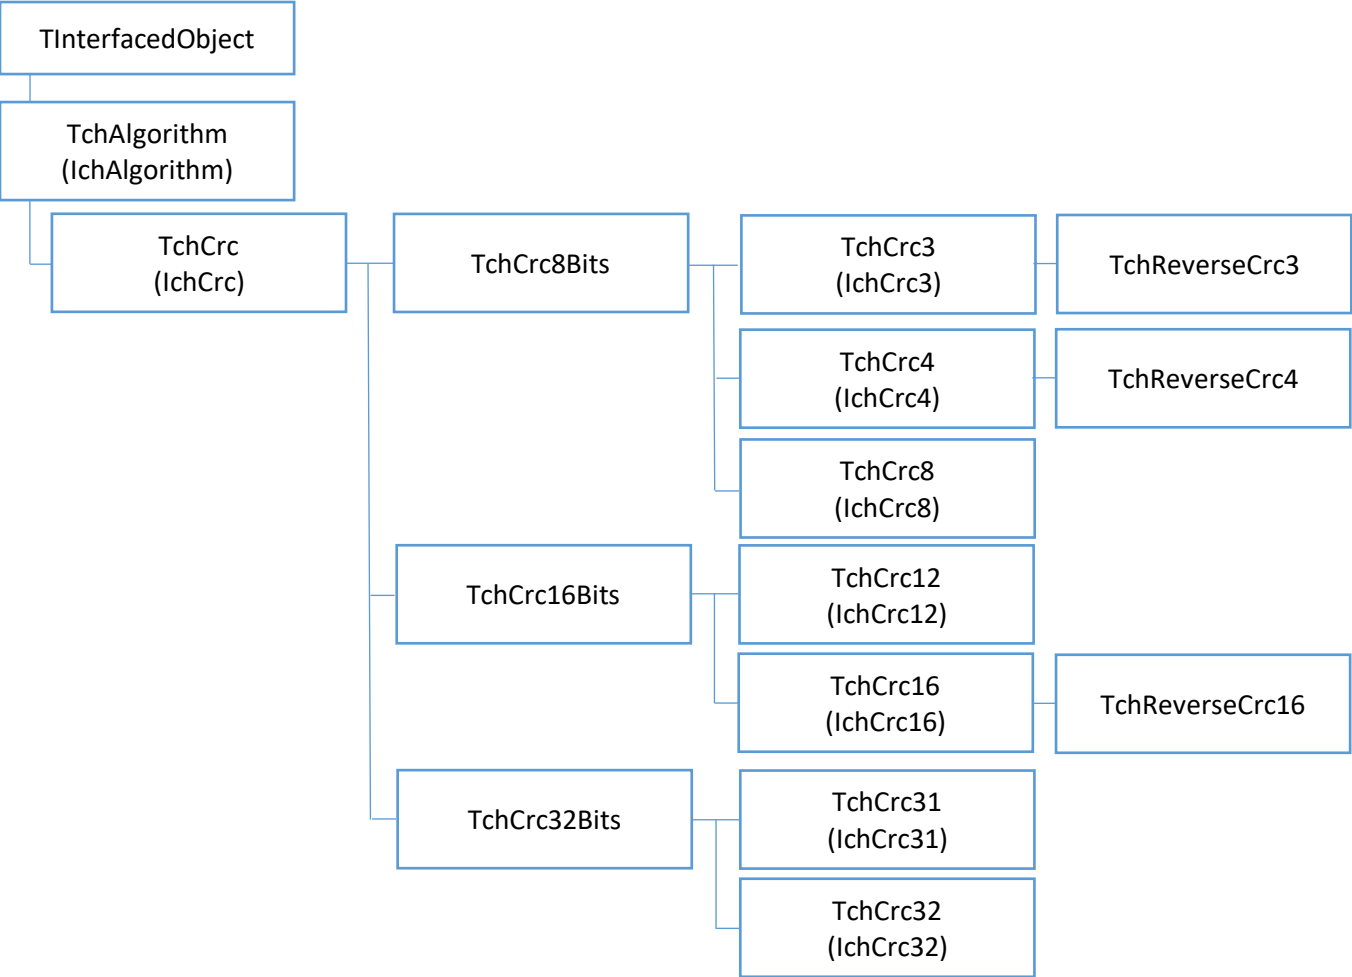 TInterfacedObject
TchAlgorithm
(IchAlgorithm)
TchCrc
(IchCrc)
TchCrc8Bits
TchCrc3
(IchCrc3)
TchReverseCrc3
TchCrc4
(IchCrc4)
TchReverseCrc4
TchCrc8
(IchCrc8)
TchCrc16Bits
TchCrc12
(IchCrc12)
TchCrc16
(IchCrc16)
TchReverseCrc16
TchCrc32Bits
TchCrc31
(IchCrc31)
TchCrc32
(IchCrc32)